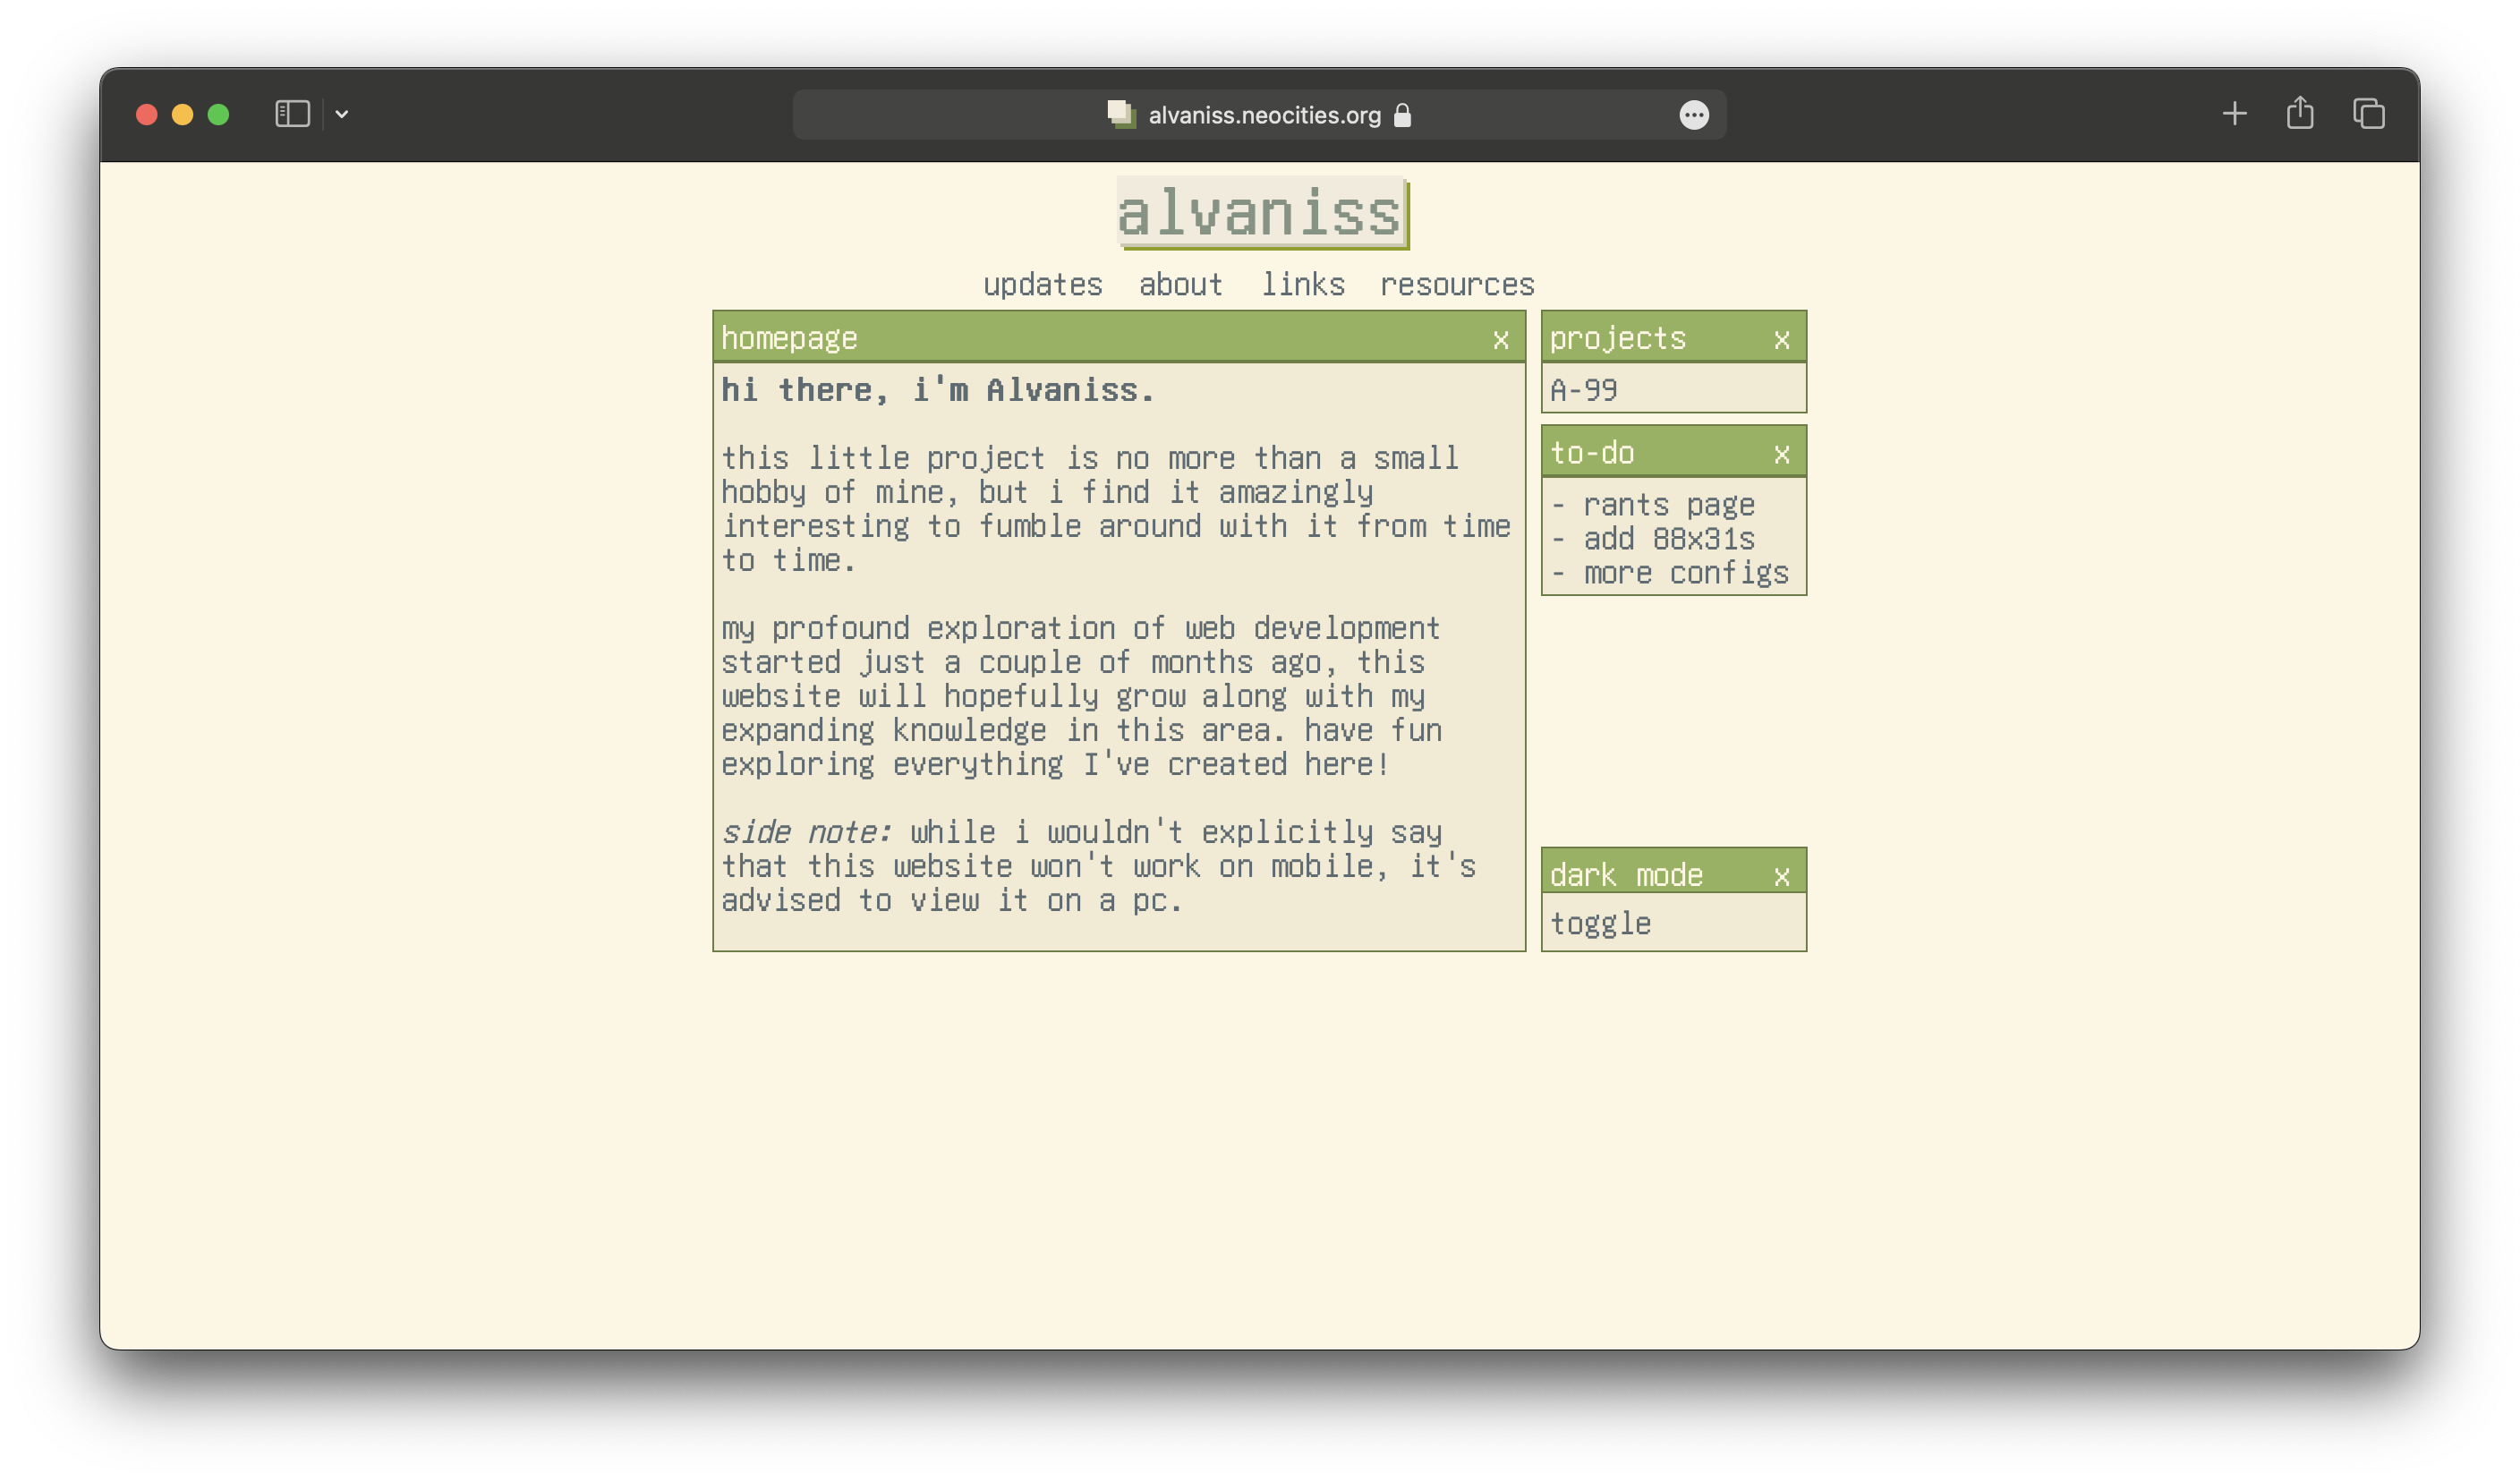 alvaniss.neocities.org
alvaniss
updates about links resources
homepage x
hi there, i'm Alvaniss.
this little project is no more than a small
hobby of mine, but i find it amazingly
interesting to fumble around with it from time
to time.
my profound exploration of web development
started just a couple of months ago, this
website will hopefully grow along with my
expanding knowledge in this area. have fun
exploring everything I've created here!
side note: while i wouldn't explicitly say
that this website won't work on mobile, it's
advised to view it on a pc.
projects x
A-99
to-do x
- rants page
- add 88x31s
- more configs
dark mode x
toggle